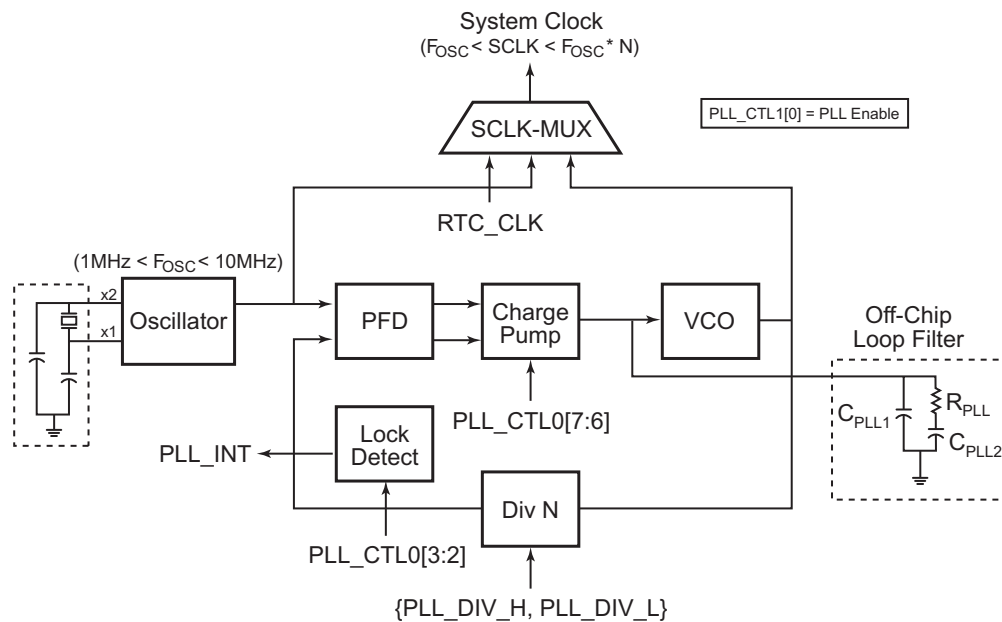 System Clock
(FOSC < SCLK < FOSC * N)
SCLK-MUX
PLL_CTL1[0] = PLL Enable
RTC_CLK
(1MHz < FOSC < 10MHz)
x2
x1
Oscillator
PFD
Charge
Pump
VCO
Off-Chip
Loop Filter
CPLL1
RPLL
CPLL2
PLL_CTL0[7:6]
PLL_INT
Lock
Detect
Div N
PLL_CTL0[3:2]
{PLL_DIV_H, PLL_DIV_L}